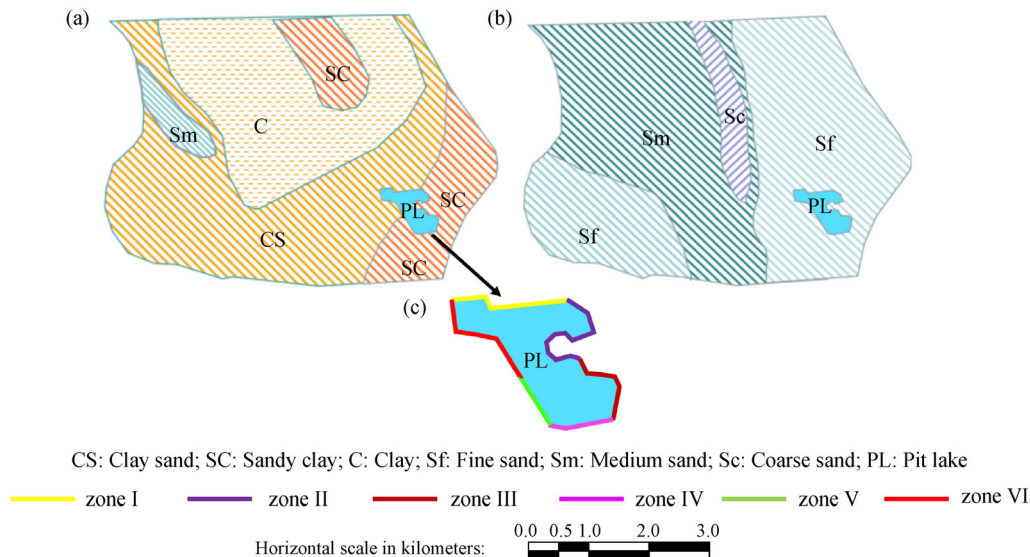 (a)
(b)
SC
Sm
C
Sc
Sm
Sf
SC
PL
PL
CS
Sf
SC
(c)
PL
CS: Clay sand; SC: Sandy clay; C: Clay; Sf: Fine sand; Sm: Medium sand; Sc: Coarse sand; PL: Pit lake
zone I zone II zone III zone IV zone V zone VI
0.0 0.5 1.0 2.0 3.0
Horizontal scale in kilometers: